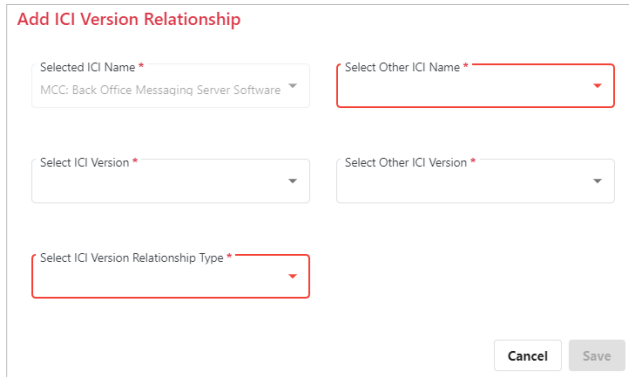 Add ICI Version Relationship
Selected ICI Name *
MCC: Back Office Messaging Server Software
Select Other ICI Name *
Select ICI Version *
Select Other ICI Version *
Select ICI Version Relationship Type *
Cancel
Save